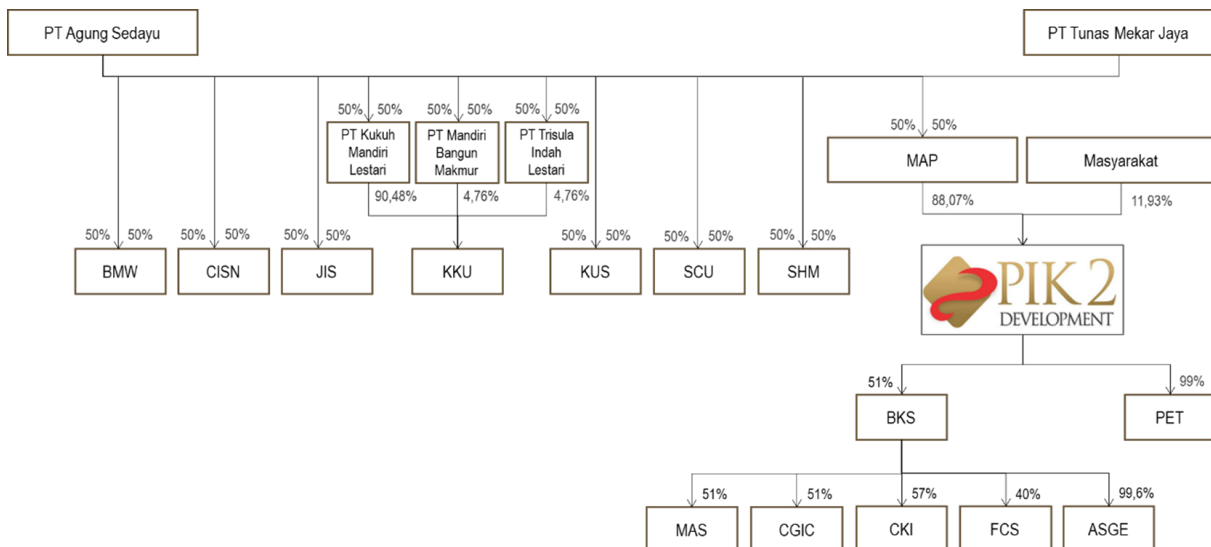 PT Agung Sedayu
PT Tunas Mekar Jaya
50% 50%
50% 50%
50% 50%
50% 50%
PT Kukuh
Mandiri
Lestari
PT Mandiri
Bangun
Makmur
PT Trisula
Indah
Lestari
MAP
Masyarakat
90,48%
4,76%
4,76%
88,07%
11,93%
50% 50%
50% 50%
50% 50%
50% 50%
50% 50%
50% 50%
BMW
CISN
JIS
KKU
KUS
SCU
SHM
PIK 2
DEVELOPMENT
51%
99%
BKS
PET
51%
51%
57%
40%
99,6%
MAS
CGIC
CKI
FCS
ASGE